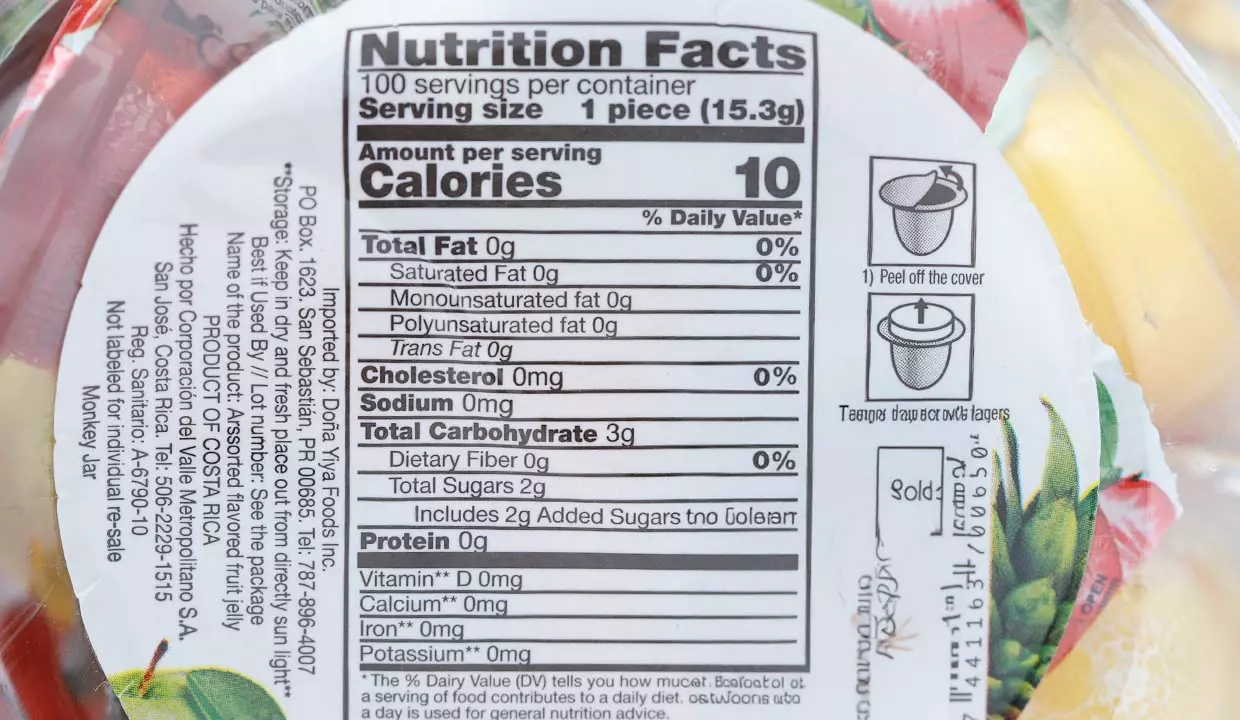 Nutrition Facts
100 servings per container
Serving size 1 piece (15.3g)
Amount per serving
Calories 10
% Daily Value*
Total Fat 0g 0%
Saturated Fat 0g 0%
Monounsaturated fat 0g
Polyunsaturated fat 0g
Trans Fat 0g
Cholesterol 0mg 0%
Sodium 0mg
Total Carbohydrate 3g
Dietary Fiber 0g 0%
Total Sugars 2g
Includes 2g Added Sugars
Protein 0g
Vitamin** D 0mg
Calcium** 0mg
Iron** 0mg
Potassium** 0mg
* The % Dairy Value (DV) tells you how
a serving of food contributes to a daily diet.
a day is used for general nutrition advice.
Imported by: Doña Yiya Foods Inc.
PO Box. 1623. San Sebastián, PR 00685. Tel: 787-896-4007
**Storage: Keep in dry and fresh place out from directly sun light**
Best if Used By // Lot number: See the package
Name of the product: Arssorted flavored fruit jelly
PRODUCT OF COSTA RICA
Hecho por Corporación del Valle Metropolitano S.A.
San José, Costa Rica. Tel: 506-2229-1515
Reg. Sanitario: A-6790-10
Not labeled for individual re-sale
Monkey Jar
1) Peel off the cover
OPEN